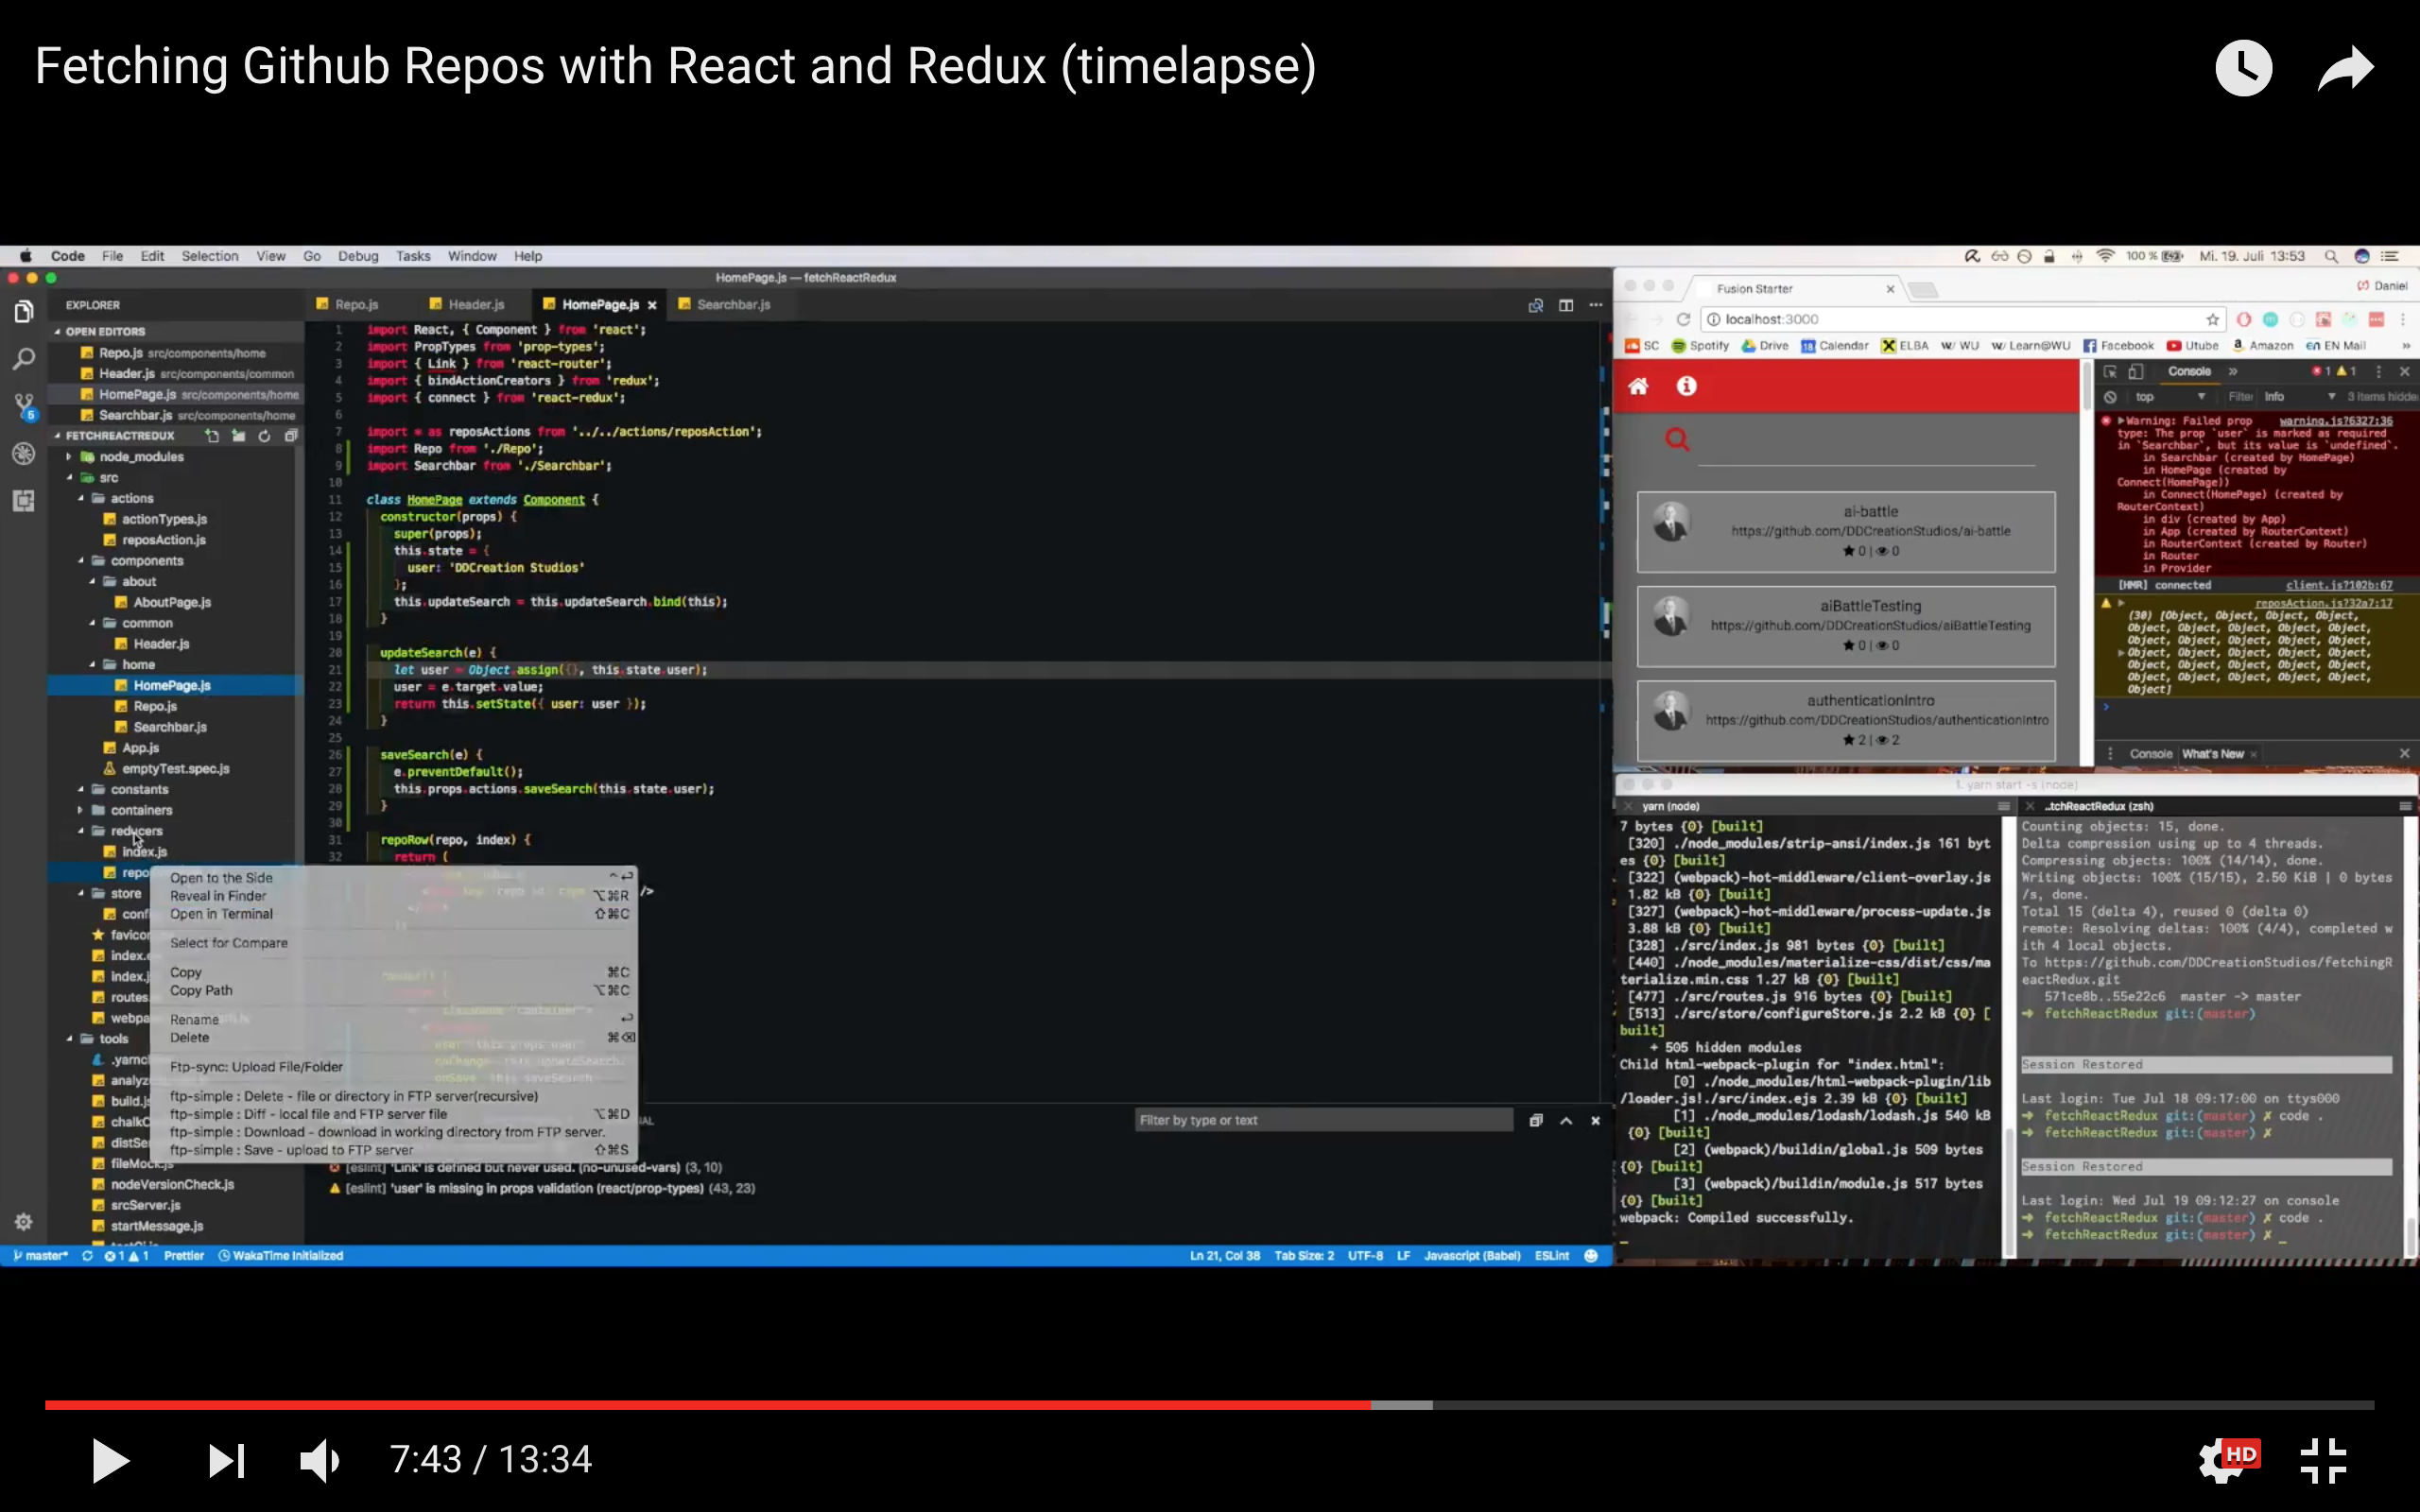 Fetching Github Repos with React and Redux (timelapse)
Code File Edit Selection View Go Debug Tasks Window Help
100 % Mi. 19. Juli 13:53
HomePage.js — fetchReactRedux
EXPLORER
OPEN EDITORS
Repo.js src/components/home
Header.js src/components/common
HomePage.js src/components/home
Searchbar.js src/components/home
FETCHREACTREDUX
node_modules
src
actions
actionTypes.js
reposAction.js
components
about
AboutPage.js
common
Header.js
home
HomePage.js
Repo.js
Searchbar.js
App.js
emptyTest.spec.js
constants
containers
reducers
index.js
repo
store
conf
favicon
index.e
index.j
routes.
webpa
tools
.yarncl
analyz
build.js
chalkC
distSe
fileMock.js
nodeVersionCheck.js
srcServer.js
startMessage.js
Repo.js Header.js HomePage.js Searchbar.js
1 import React, { Component } from 'react';
2 import PropTypes from 'prop-types';
3 import { Link } from 'react-router';
4 import { bindActionCreators } from 'redux';
5 import { connect } from 'react-redux';
6
7 import * as reposActions from '../../actions/reposAction';
8 import Repo from './Repo';
9 import Searchbar from './Searchbar';
10
11 class HomePage extends Component {
12 constructor(props) {
13 super(props);
14 this.state = {
15 user: 'DDCreation Studios'
16 };
17 this.updateSearch = this.updateSearch.bind(this);
18 }
19
20 updateSearch(e) {
21 let user = Object.assign({}, this.state.user);
22 user = e.target.value;
23 return this.setState({ user: user });
24 }
25
26 saveSearch(e) {
27 e.preventDefault();
28 this.props.actions.saveSearch(this.state.user);
29 }
30
31 repoRow(repo, index) {
32 return (
/>
Open to the Side
Reveal in Finder ⌥⌘R
Open in Terminal ⇧⌘C
Select for Compare
Copy ⌘C
Copy Path ⌥⌘C
Rename
Delete ⌘⌫
Ftp-sync: Upload File/Folder
ftp-simple : Delete - file or directory in FTP server(recursive)
ftp-simple : Diff - local file and FTP server file ⌥⌘D
ftp-simple : Download - download in working directory from FTP server.
ftp-simple : Save - upload to FTP server ⇧⌘S
Filter by type or text
[eslint] 'Link' is defined but never used. (no-unused-vars) (3, 10)
[eslint] 'user' is missing in props validation (react/prop-types) (43, 23)
master* 1 1 Prettier WakaTime Initialized
Ln 21, Col 38 Tab Size: 2 UTF-8 LF Javascript (Babel) ESLint
Fusion Starter
Daniel
localhost:3000
SC Spotify Drive 18 Calendar ELBA WU Learn@WU Facebook Utube Amazon en EN Mail »
ai-battle
https://github.com/DDCreationStudios/ai-battle
★ 0 | 0
aiBattleTesting
https://github.com/DDCreationStudios/aiBattleTesting
★ 0 | 0
authenticationIntro
https://github.com/DDCreationStudios/authenticationIntro
★ 2 | 2
Console » 1 1
top Filter Info 3 items hidde
Warning: Failed prop warning.js?6327:36
type: The prop `user` is marked as required
in `Searchbar`, but its value is `undefined`.
in Searchbar (created by HomePage)
in HomePage (created by
Connect(HomePage))
in Connect(HomePage) (created by
RouterContext)
in div (created by App)
in App (created by RouterContext)
in RouterContext (created by Router)
in Router
in Provider
[HMR] connected client.js?102b:67
reposAction.js?32a7:17
(30) [Object, Object, Object, Object,
Object, Object, Object, Object, Object,
Object, Object, Object, Object, Object,
Object, Object, Object, Object, Object,
Object, Object, Object, Object, Object,
Object, Object, Object, Object, Object,
Object]
Console What's New
1. yarn start -s (node)
yarn (node)
7 bytes {0} [built]
[320] ./node_modules/strip-ansi/index.js 161 byt
es {0} [built]
[322] (webpack)-hot-middleware/client-overlay.js
1.82 kB {0} [built]
[327] (webpack)-hot-middleware/process-update.js
3.88 kB {0} [built]
[328] ./src/index.js 981 bytes {0} [built]
[440] ./node_modules/materialize-css/dist/css/ma
terialize.min.css 1.27 kB {0} [built]
[477] ./src/routes.js 916 bytes {0} [built]
[513] ./src/store/configureStore.js 2.2 kB {0} [
built]
+ 505 hidden modules
Child html-webpack-plugin for "index.html":
[0] ./node_modules/html-webpack-plugin/lib
/loader.js!./src/index.ejs 2.39 kB {0} [built]
[1] ./node_modules/lodash/lodash.js 540 kB
{0} [built]
[2] (webpack)/buildin/global.js 509 bytes
{0} [built]
[3] (webpack)/buildin/module.js 517 bytes
{0} [built]
webpack: Compiled successfully.
..tchReactRedux (zsh)
Counting objects: 15, done.
Delta compression using up to 4 threads.
Compressing objects: 100% (14/14), done.
Writing objects: 100% (15/15), 2.50 KiB | 0 bytes
/s, done.
Total 15 (delta 4), reused 0 (delta 0)
remote: Resolving deltas: 100% (4/4), completed w
ith 4 local objects.
To https://github.com/DDCreationStudios/fetchingR
eactRedux.git
571ce8b..55e22c6 master -> master
➜ fetchReactRedux git:(master)
Session Restored
Last login: Tue Jul 18 09:17:00 on ttys000
➜ fetchReactRedux git:(master) ✗ code .
➜ fetchReactRedux git:(master) ✗
Session Restored
Last login: Wed Jul 19 09:12:27 on console
➜ fetchReactRedux git:(master) ✗ code .
➜ fetchReactRedux git:(master) ✗ _
7:43 / 13:34
HD